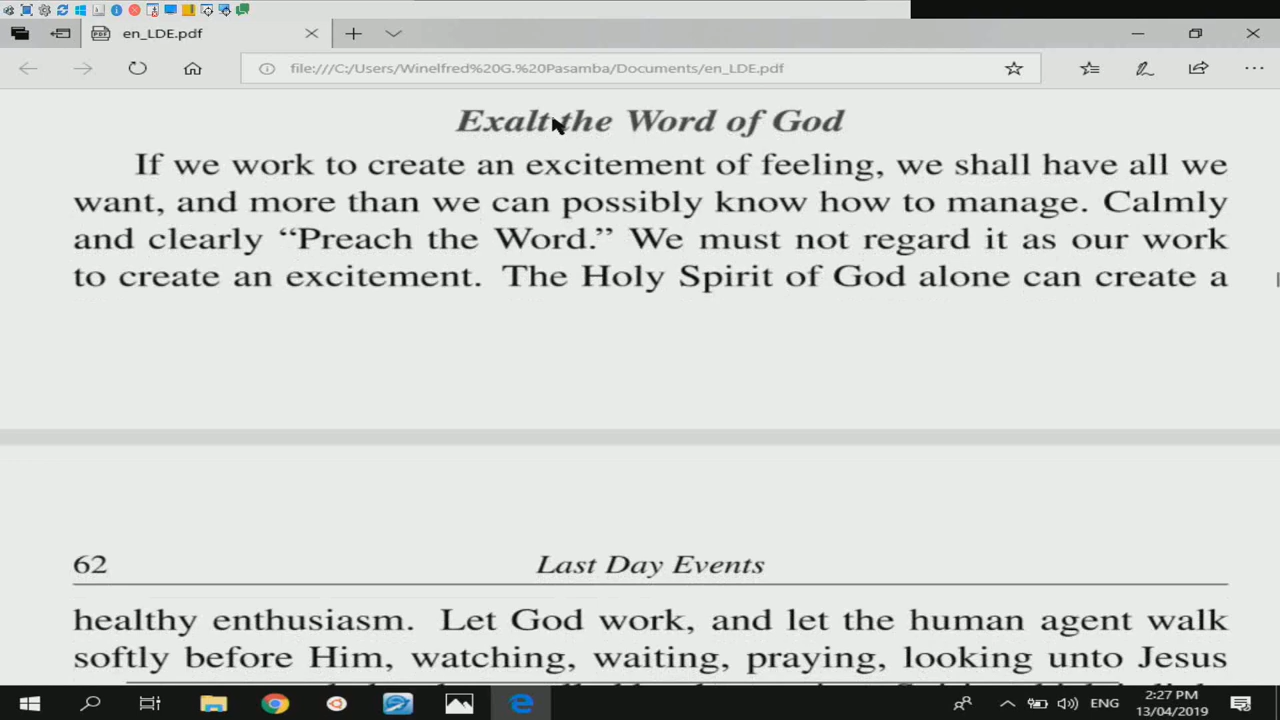 en_LDE.pdf
file:///C:/Users/Winelfred%20G.%20Pasamba/Documents/en_LDE.pdf
Exalt the Word of God
If we work to create an excitement of feeling, we shall have all we
want, and more than we can possibly know how to manage. Calmly
and clearly “Preach the Word.” We must not regard it as our work
to create an excitement. The Holy Spirit of God alone can create a
62 Last Day Events
healthy enthusiasm. Let God work, and let the human agent walk
softly before Him, watching, waiting, praying, looking unto Jesus
ENG
2:27 PM
13/04/2019